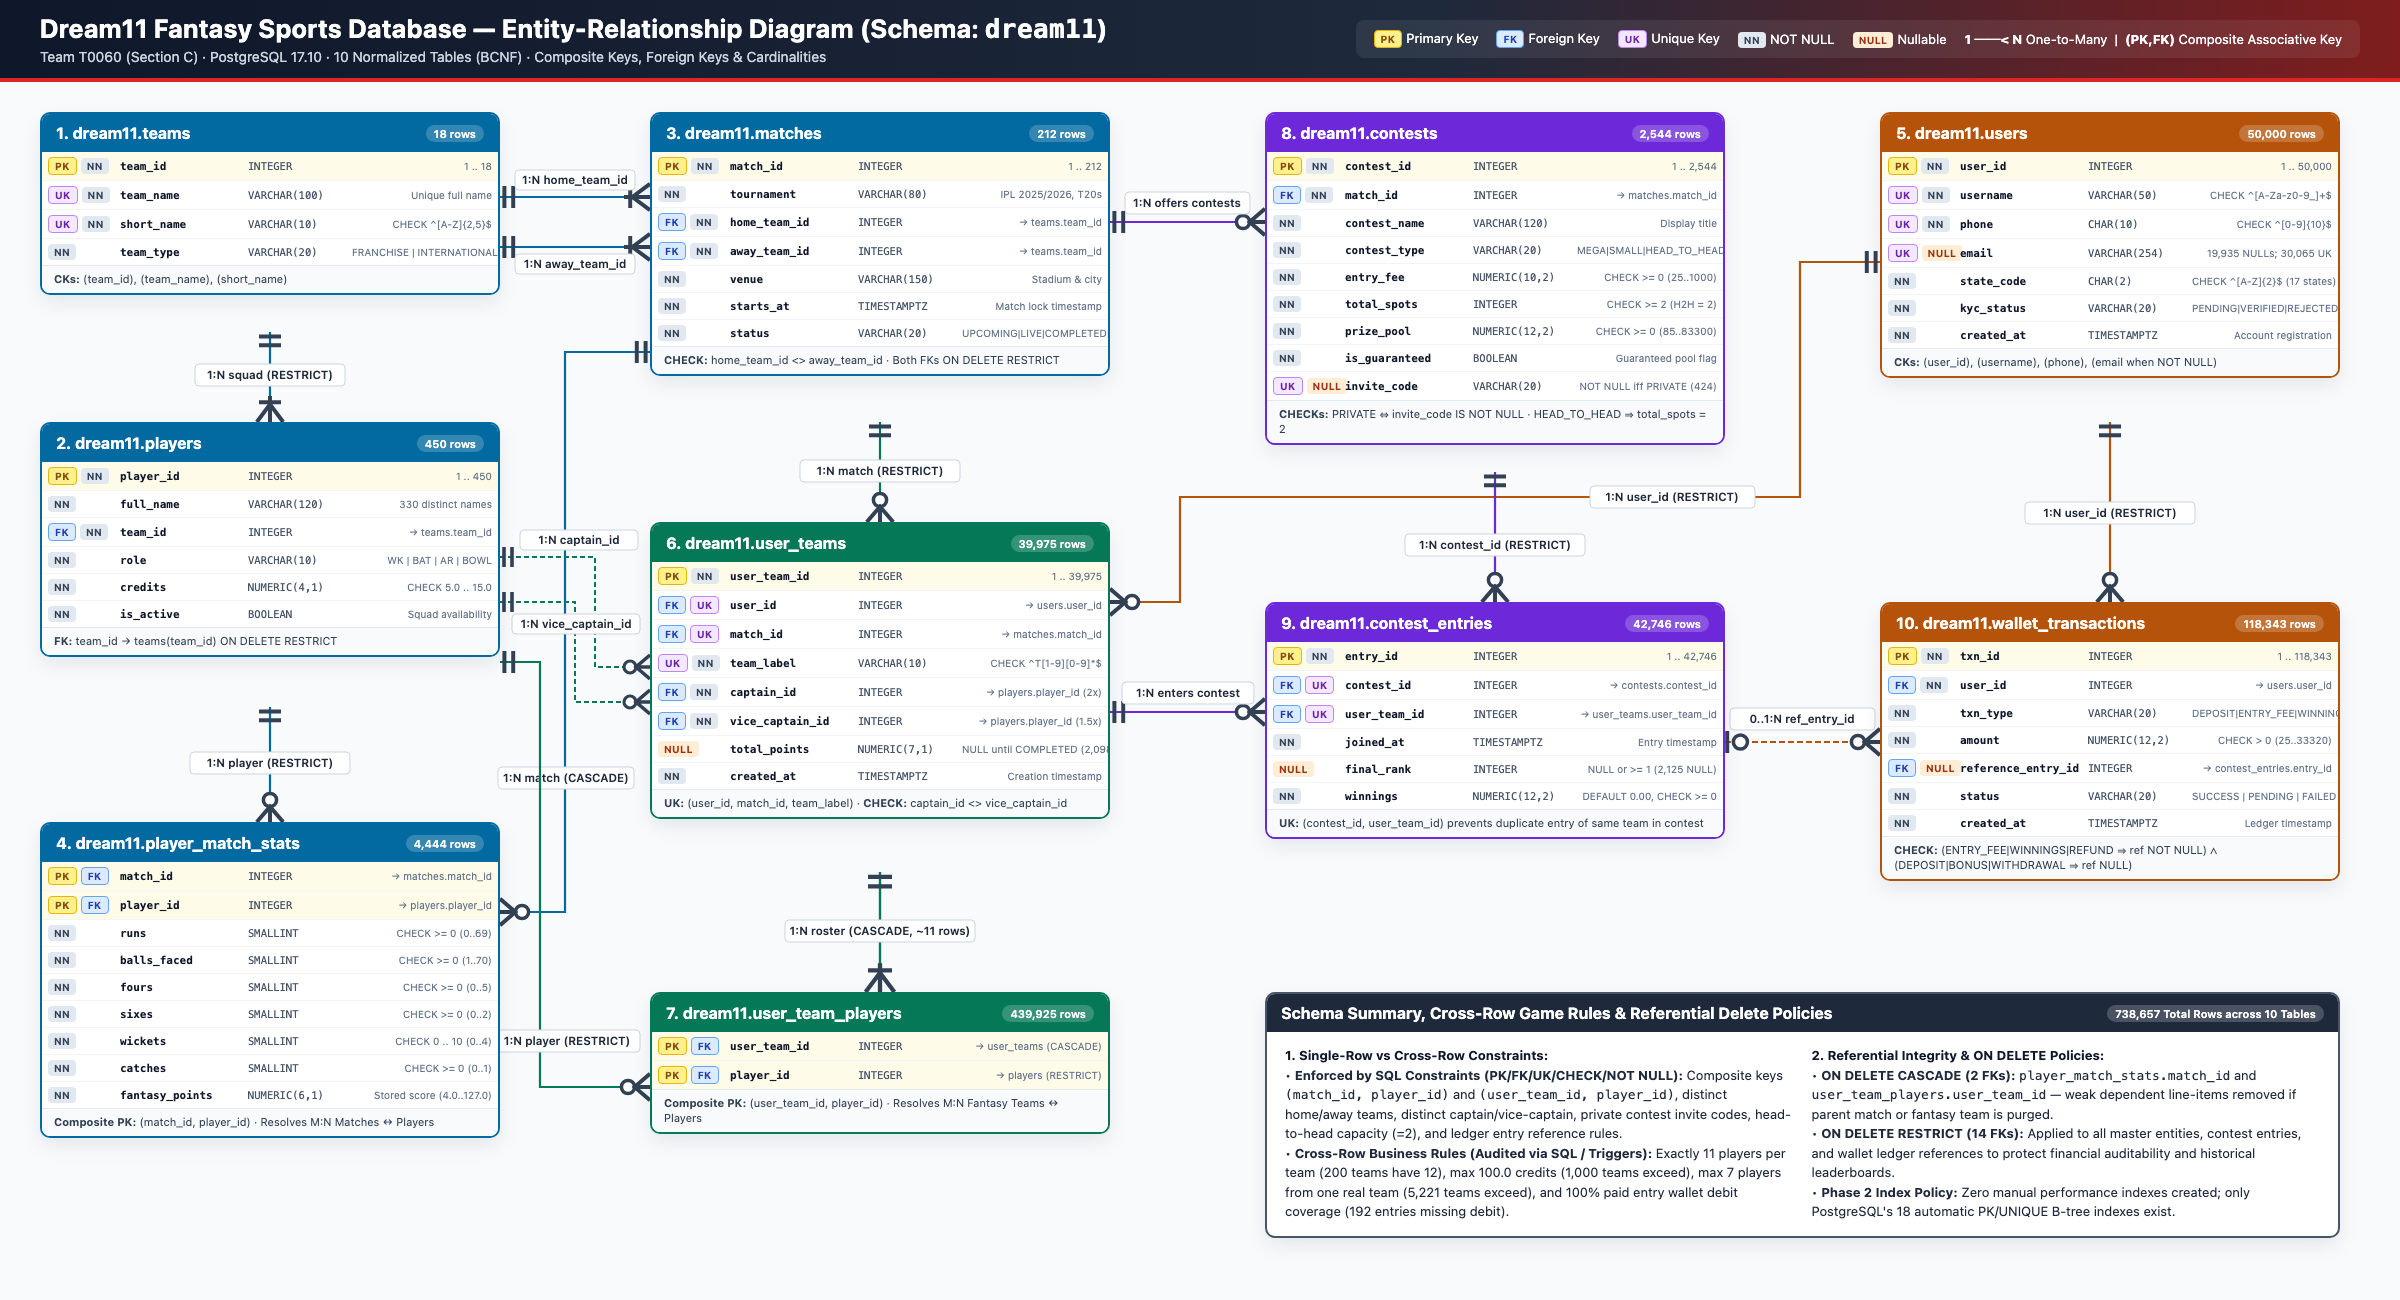 Dream11 Fantasy Sports Database — Entity-Relationship Diagram (Schema: dream11)
Team T0060 (Section C) · PostgreSQL 17.10 · 10 Normalized Tables (BCNF) · Composite Keys, Foreign Keys & Cardinalities
PK Primary Key FK Foreign Key UK Unique Key NN NOT NULL NULL Nullable 1 ──< N One-to-Many | (PK,FK) Composite Associative Key
1. dream11.teams 18 rows
PK NN team_id INTEGER 1 .. 18
UK NN team_name VARCHAR(100) Unique full name
UK NN short_name VARCHAR(10) CHECK ^[A-Z]{2,5}$
NN team_type VARCHAR(20) FRANCHISE | INTERNATIONAL
CKs: (team_id), (team_name), (short_name)
1:N home_team_id
1:N away_team_id
3. dream11.matches 212 rows
PK NN match_id INTEGER 1 .. 212
NN tournament VARCHAR(80) IPL 2025/2026, T20s
FK NN home_team_id INTEGER → teams.team_id
FK NN away_team_id INTEGER → teams.team_id
NN venue VARCHAR(150) Stadium & city
NN starts_at TIMESTAMPTZ Match lock timestamp
NN status VARCHAR(20) UPCOMING|LIVE|COMPLETED
CHECK: home_team_id <> away_team_id · Both FKs ON DELETE RESTRICT
1:N offers contests
8. dream11.contests 2,544 rows
PK NN contest_id INTEGER 1 .. 2,544
FK NN match_id INTEGER → matches.match_id
NN contest_name VARCHAR(120) Display title
NN contest_type VARCHAR(20) MEGA|SMALL|HEAD_TO_HEAD
NN entry_fee NUMERIC(10,2) CHECK >= 0 (25..1000)
NN total_spots INTEGER CHECK >= 2 (H2H = 2)
NN prize_pool NUMERIC(12,2) CHECK >= 0 (85..83300)
NN is_guaranteed BOOLEAN Guaranteed pool flag
UK NULL invite_code VARCHAR(20) NOT NULL iff PRIVATE (424)
CHECKs: PRIVATE ⇔ invite_code IS NOT NULL · HEAD_TO_HEAD ⇒ total_spots =
2
5. dream11.users 50,000 rows
PK NN user_id INTEGER 1 .. 50,000
UK NN username VARCHAR(50) CHECK ^[A-Za-z0-9_]+$
UK NN phone CHAR(10) CHECK ^[0-9]{10}$
UK NULL email VARCHAR(254) 19,935 NULLs; 30,065 UK
NN state_code CHAR(2) CHECK ^[A-Z]{2}$ (17 states)
NN kyc_status VARCHAR(20) PENDING|VERIFIED|REJECTED
NN created_at TIMESTAMPTZ Account registration
CKs: (user_id), (username), (phone), (email when NOT NULL)
1:N squad (RESTRICT)
2. dream11.players 450 rows
PK NN player_id INTEGER 1 .. 450
NN full_name VARCHAR(120) 330 distinct names
FK NN team_id INTEGER → teams.team_id
NN role VARCHAR(10) WK | BAT | AR | BOWL
NN credits NUMERIC(4,1) CHECK 5.0 .. 15.0
NN is_active BOOLEAN Squad availability
FK: team_id → teams(team_id) ON DELETE RESTRICT
1:N captain_id
1:N vice_captain_id
1:N match (RESTRICT)
6. dream11.user_teams 39,975 rows
PK NN user_team_id INTEGER 1 .. 39,975
FK UK user_id INTEGER → users.user_id
FK UK match_id INTEGER → matches.match_id
UK NN team_label VARCHAR(10) CHECK ^T[1-9][0-9]*$
FK NN captain_id INTEGER → players.player_id (2x)
FK NN vice_captain_id INTEGER → players.player_id (1.5x)
NULL total_points NUMERIC(7,1) NULL until COMPLETED (2,098
NN created_at TIMESTAMPTZ Creation timestamp
UK: (user_id, match_id, team_label) · CHECK: captain_id <> vice_captain_id
1:N user_id (RESTRICT)
1:N contest_id (RESTRICT)
1:N enters contest
9. dream11.contest_entries 42,746 rows
PK NN entry_id INTEGER 1 .. 42,746
FK UK contest_id INTEGER → contests.contest_id
FK UK user_team_id INTEGER → user_teams.user_team_id
NN joined_at TIMESTAMPTZ Entry timestamp
NULL final_rank INTEGER NULL or >= 1 (2,125 NULL)
NN winnings NUMERIC(12,2) DEFAULT 0.00, CHECK >= 0
UK: (contest_id, user_team_id) prevents duplicate entry of same team in contest
1:N user_id (RESTRICT)
0..1:N ref_entry_id
10. dream11.wallet_transactions 118,343 rows
PK NN txn_id INTEGER 1 .. 118,343
FK NN user_id INTEGER → users.user_id
NN txn_type VARCHAR(20) DEPOSIT|ENTRY_FEE|WINNING
NN amount NUMERIC(12,2) CHECK > 0 (25..33320)
FK NULL reference_entry_id INTEGER → contest_entries.entry_id
NN status VARCHAR(20) SUCCESS | PENDING | FAILED
NN created_at TIMESTAMPTZ Ledger timestamp
CHECK: (ENTRY_FEE|WINNINGS|REFUND ⇒ ref NOT NULL) ∧
(DEPOSIT|BONUS|WITHDRAWAL ⇒ ref NULL)
1:N player (RESTRICT)
1:N match (CASCADE)
4. dream11.player_match_stats 4,444 rows
PK FK match_id INTEGER → matches.match_id
PK FK player_id INTEGER → players.player_id
NN runs SMALLINT CHECK >= 0 (0..69)
NN balls_faced SMALLINT CHECK >= 0 (1..70)
NN fours SMALLINT CHECK >= 0 (0..5)
NN sixes SMALLINT CHECK >= 0 (0..2)
NN wickets SMALLINT CHECK 0 .. 10 (0..4)
NN catches SMALLINT CHECK >= 0 (0..1)
NN fantasy_points NUMERIC(6,1) Stored score (4.0..127.0)
Composite PK: (match_id, player_id) · Resolves M:N Matches ↔ Players
1:N player (RESTRICT)
1:N roster (CASCADE, ~11 rows)
7. dream11.user_team_players 439,925 rows
PK FK user_team_id INTEGER → user_teams (CASCADE)
PK FK player_id INTEGER → players (RESTRICT)
Composite PK: (user_team_id, player_id) · Resolves M:N Fantasy Teams ↔
Players
Schema Summary, Cross-Row Game Rules & Referential Delete Policies 738,657 Total Rows across 10 Tables
1. Single-Row vs Cross-Row Constraints:
• Enforced by SQL Constraints (PK/FK/UK/CHECK/NOT NULL): Composite keys
(match_id, player_id) and (user_team_id, player_id), distinct
home/away teams, distinct captain/vice-captain, private contest invite codes, head-
to-head capacity (=2), and ledger entry reference rules.
• Cross-Row Business Rules (Audited via SQL / Triggers): Exactly 11 players per
team (200 teams have 12), max 100.0 credits (1,000 teams exceed), max 7 players
from one real team (5,221 teams exceed), and 100% paid entry wallet debit
coverage (192 entries missing debit).
2. Referential Integrity & ON DELETE Policies:
• ON DELETE CASCADE (2 FKs): player_match_stats.match_id and
user_team_players.user_team_id — weak dependent line-items removed if
parent match or fantasy team is purged.
• ON DELETE RESTRICT (14 FKs): Applied to all master entities, contest entries,
and wallet ledger references to protect financial auditability and historical
leaderboards.
• Phase 2 Index Policy: Zero manual performance indexes created; only
PostgreSQL's 18 automatic PK/UNIQUE B-tree indexes exist.